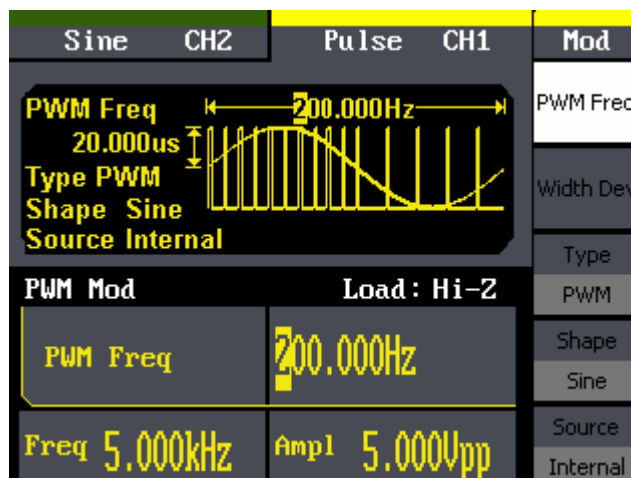 Sine CH2 Pulse CH1 Mod
PWM Freq 200.000Hz
20.000us
Type PWM
Shape Sine
Source Internal
PWM Freq
Width Dev
Type
PWM
Shape
Sine
Source
Internal
PWM Mod Load: Hi-Z
PWM Freq 200.000Hz
Freq 5.000kHz Ampl 5.000Vpp